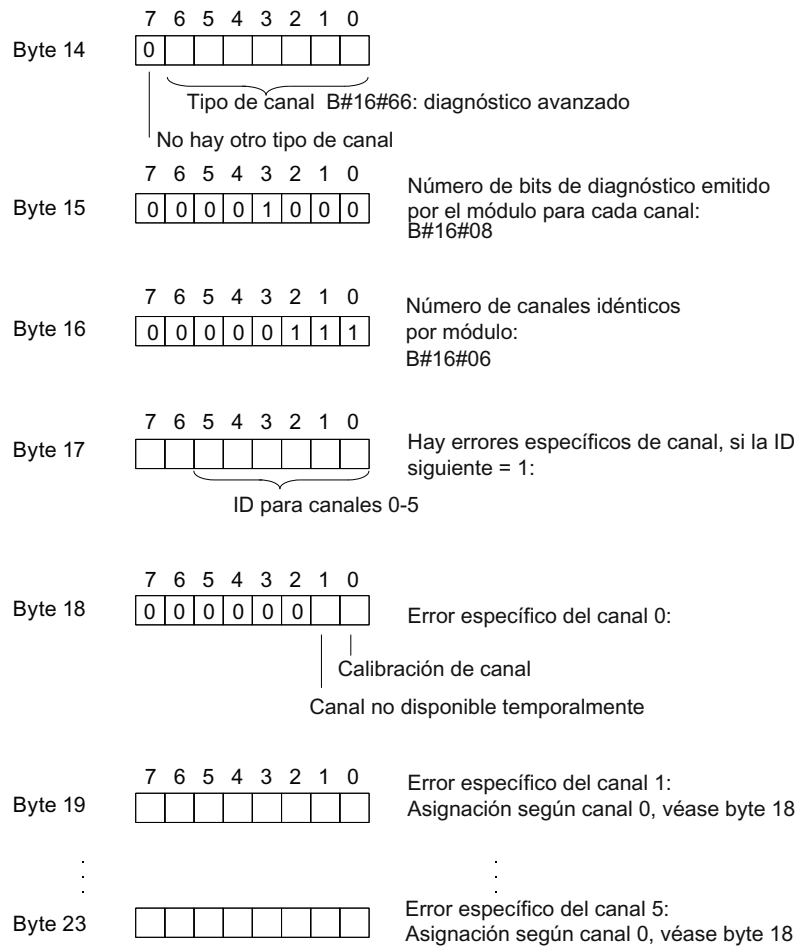 7 6 5 4 3 2 1 0
Byte 14
0
Tipo de canal B#16#66: diagnóstico avanzado
No hay otro tipo de canal
7 6 5 4 3 2 1 0
Byte 15
0 0 0 0 1 0 0 0
Número de bits de diagnóstico emitido
por el módulo para cada canal:
B#16#08
7 6 5 4 3 2 1 0
Byte 16
0 0 0 0 0 1 1 1
Número de canales idénticos
por módulo:
B#16#06
7 6 5 4 3 2 1 0
Byte 17
Hay errores específicos de canal, si la ID
siguiente = 1:
ID para canales 0-5
7 6 5 4 3 2 1 0
Byte 18
0 0 0 0 0 0
Error específico del canal 0:
Calibración de canal
Canal no disponible temporalmente
7 6 5 4 3 2 1 0
Byte 19
Error específico del canal 1:
Asignación según canal 0, véase byte 18
Byte 23
Error específico del canal 5:
Asignación según canal 0, véase byte 18